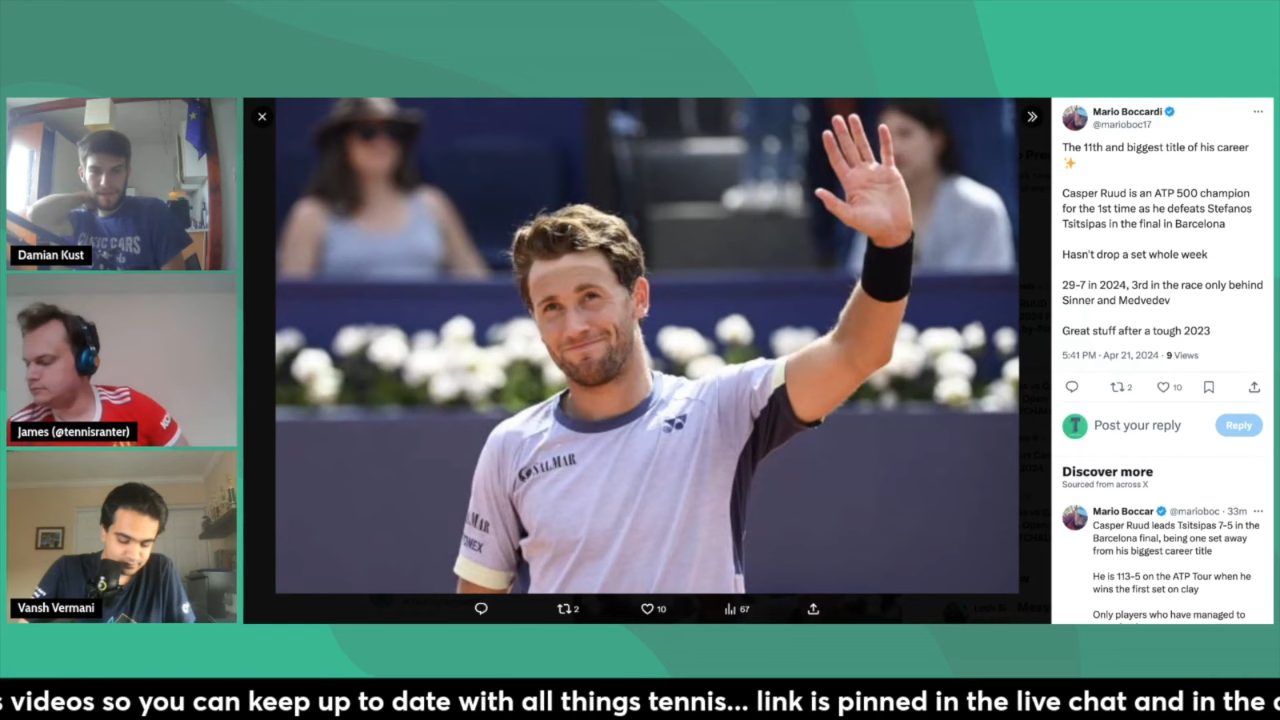 Damian Kust
James (@tennisranter)
Vansh Vermani
SALMAR
YONEX
2
10
67
Mario Boccardi
@marioboc17
The 11th and biggest title of his career
✨
Casper Ruud is an ATP 500 champion
for the 1st time as he defeats Stefanos
Tsitsipas in the final in Barcelona
Hasn't drop a set whole week
29-7 in 2024, 3rd in the race only behind
Sinner and Medvedev
Great stuff after a tough 2023
5:41 PM · Apr 21, 2024 · 9 Views
2
10
Post your reply
Reply
Discover more
Sourced from across X
Mario Boccar @marioboc · 33m
Casper Ruud leads Tsitsipas 7-5 in the
Barcelona final, being one set away
from his biggest career title
He is 113-5 on the ATP Tour when he
wins the first set on clay
Only players who have managed to
s videos so you can keep up to date with all things tennis... link is pinned in the live chat and in the